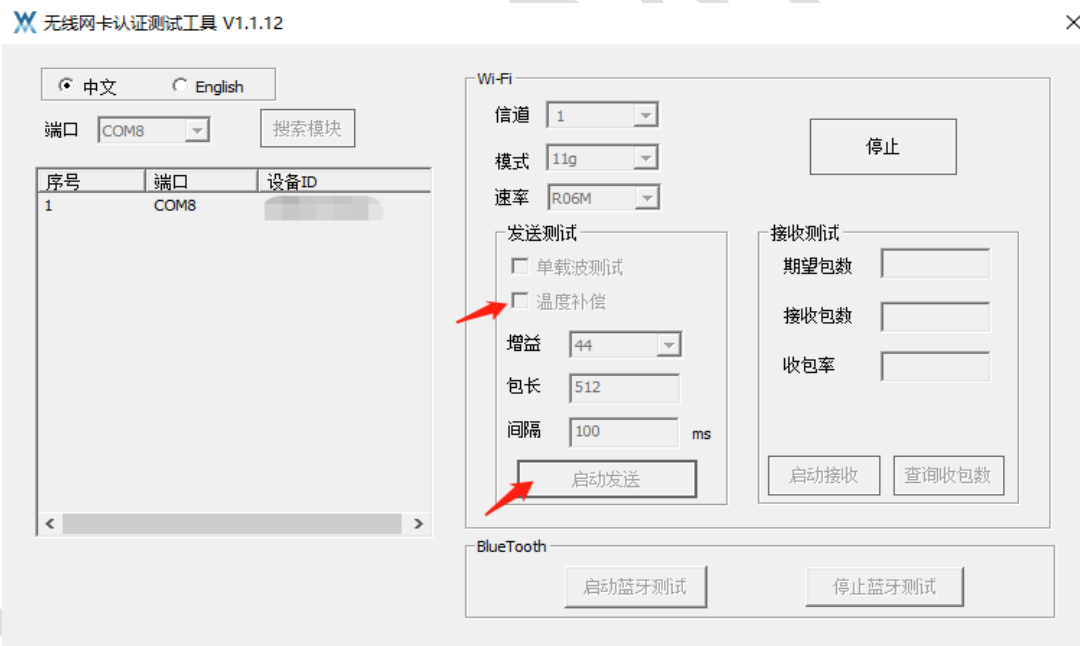 无线网卡认证测试工具 V1.1.12
中文 English
端口 COM8 搜索模块
序号 端口 设备ID
1 COM8
Wi-Fi
信道 1
模式 11g
速率 R06M
停止
发送测试
单载波测试
温度补偿
增益 44
包长 512
间隔 100 ms
启动发送
接收测试
期望包数
接收包数
收包率
启动接收 查询收包数
BlueTooth
启动蓝牙测试 停止蓝牙测试